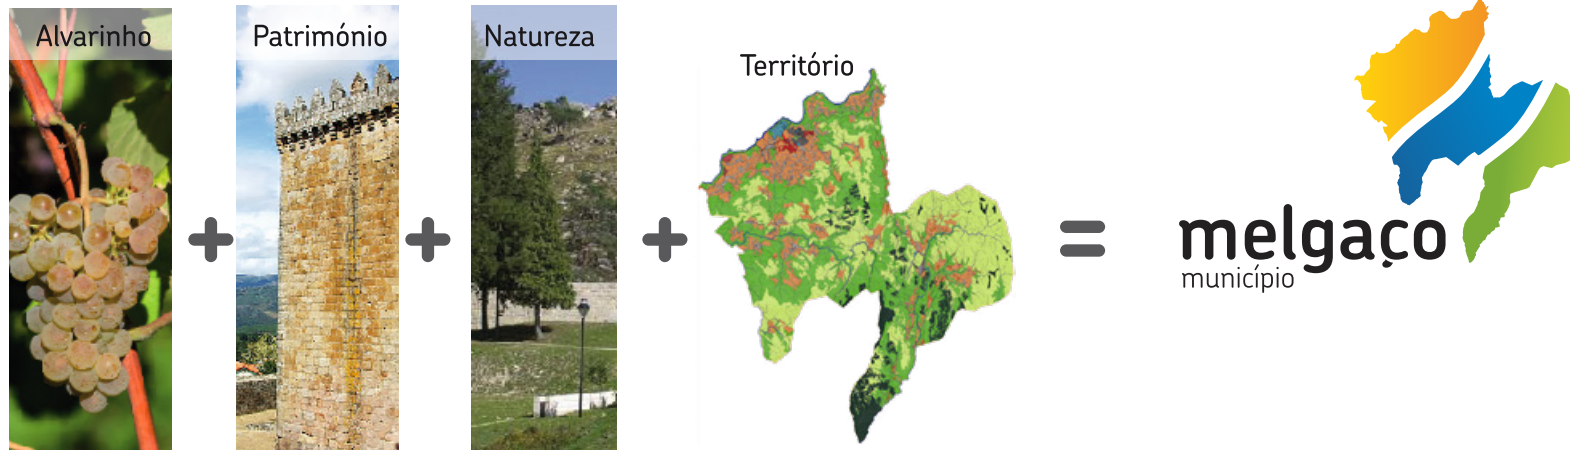 Alvarinho
Património
Natureza
Território
melgaço
município